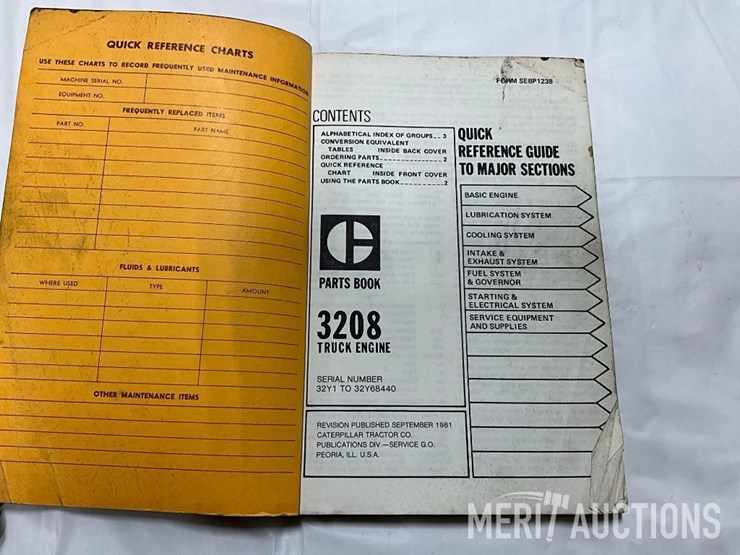 QUICK REFERENCE CHARTS
USE THESE CHARTS TO RECORD FREQUENTLY USED MAINTENANCE INFORMATION
MACHINE SERIAL NO.
EQUIPMENT NO.
FREQUENTLY REPLACED ITEMS
PART NO. PART NAME
FLUIDS & LUBRICANTS
WHERE USED TYPE AMOUNT
OTHER MAINTENANCE ITEMS
FORM SEBP1238
CONTENTS
ALPHABETICAL INDEX OF GROUPS 3
CONVERSION EQUIVALENT
TABLES INSIDE BACK COVER
ORDERING PARTS 2
QUICK REFERENCE
CHART INSIDE FRONT COVER
USING THE PARTS BOOK 2
C
PARTS BOOK
3208
TRUCK ENGINE
SERIAL NUMBER
32Y1 TO 32Y68440
REVISION PUBLISHED SEPTEMBER 1981
CATERPILLAR TRACTOR CO.
PUBLICATIONS DIV.—SERVICE G.O.
PEORIA, ILL. U.S.A.
QUICK
REFERENCE GUIDE
TO MAJOR SECTIONS
BASIC ENGINE
LUBRICATION SYSTEM
COOLING SYSTEM
INTAKE &
EXHAUST SYSTEM
FUEL SYSTEM
& GOVERNOR
STARTING &
ELECTRICAL SYSTEM
SERVICE EQUIPMENT
AND SUPPLIES
MERIT AUCTIONS